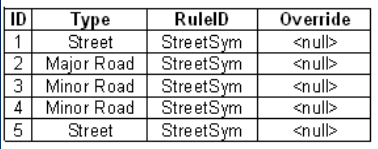 ID Type RuleID Override
1 Street StreetSym <null>
2 Major Road StreetSym <null>
3 Minor Road StreetSym <null>
4 Minor Road StreetSym <null>
5 Street StreetSym <null>